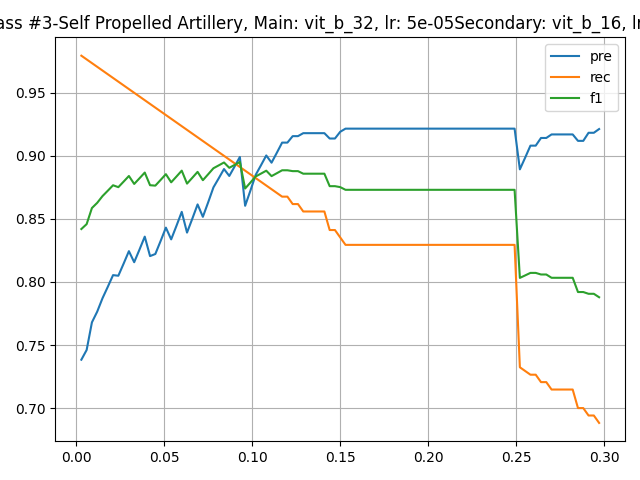 ass #3-Self Propelled Artillery, Main: vit_b_32, lr: 5e-05Secondary: vit_b_16, lr
pre
rec
f1
0.95
0.90
0.85
0.80
0.75
0.70
0.00 0.05 0.10 0.15 0.20 0.25 0.30